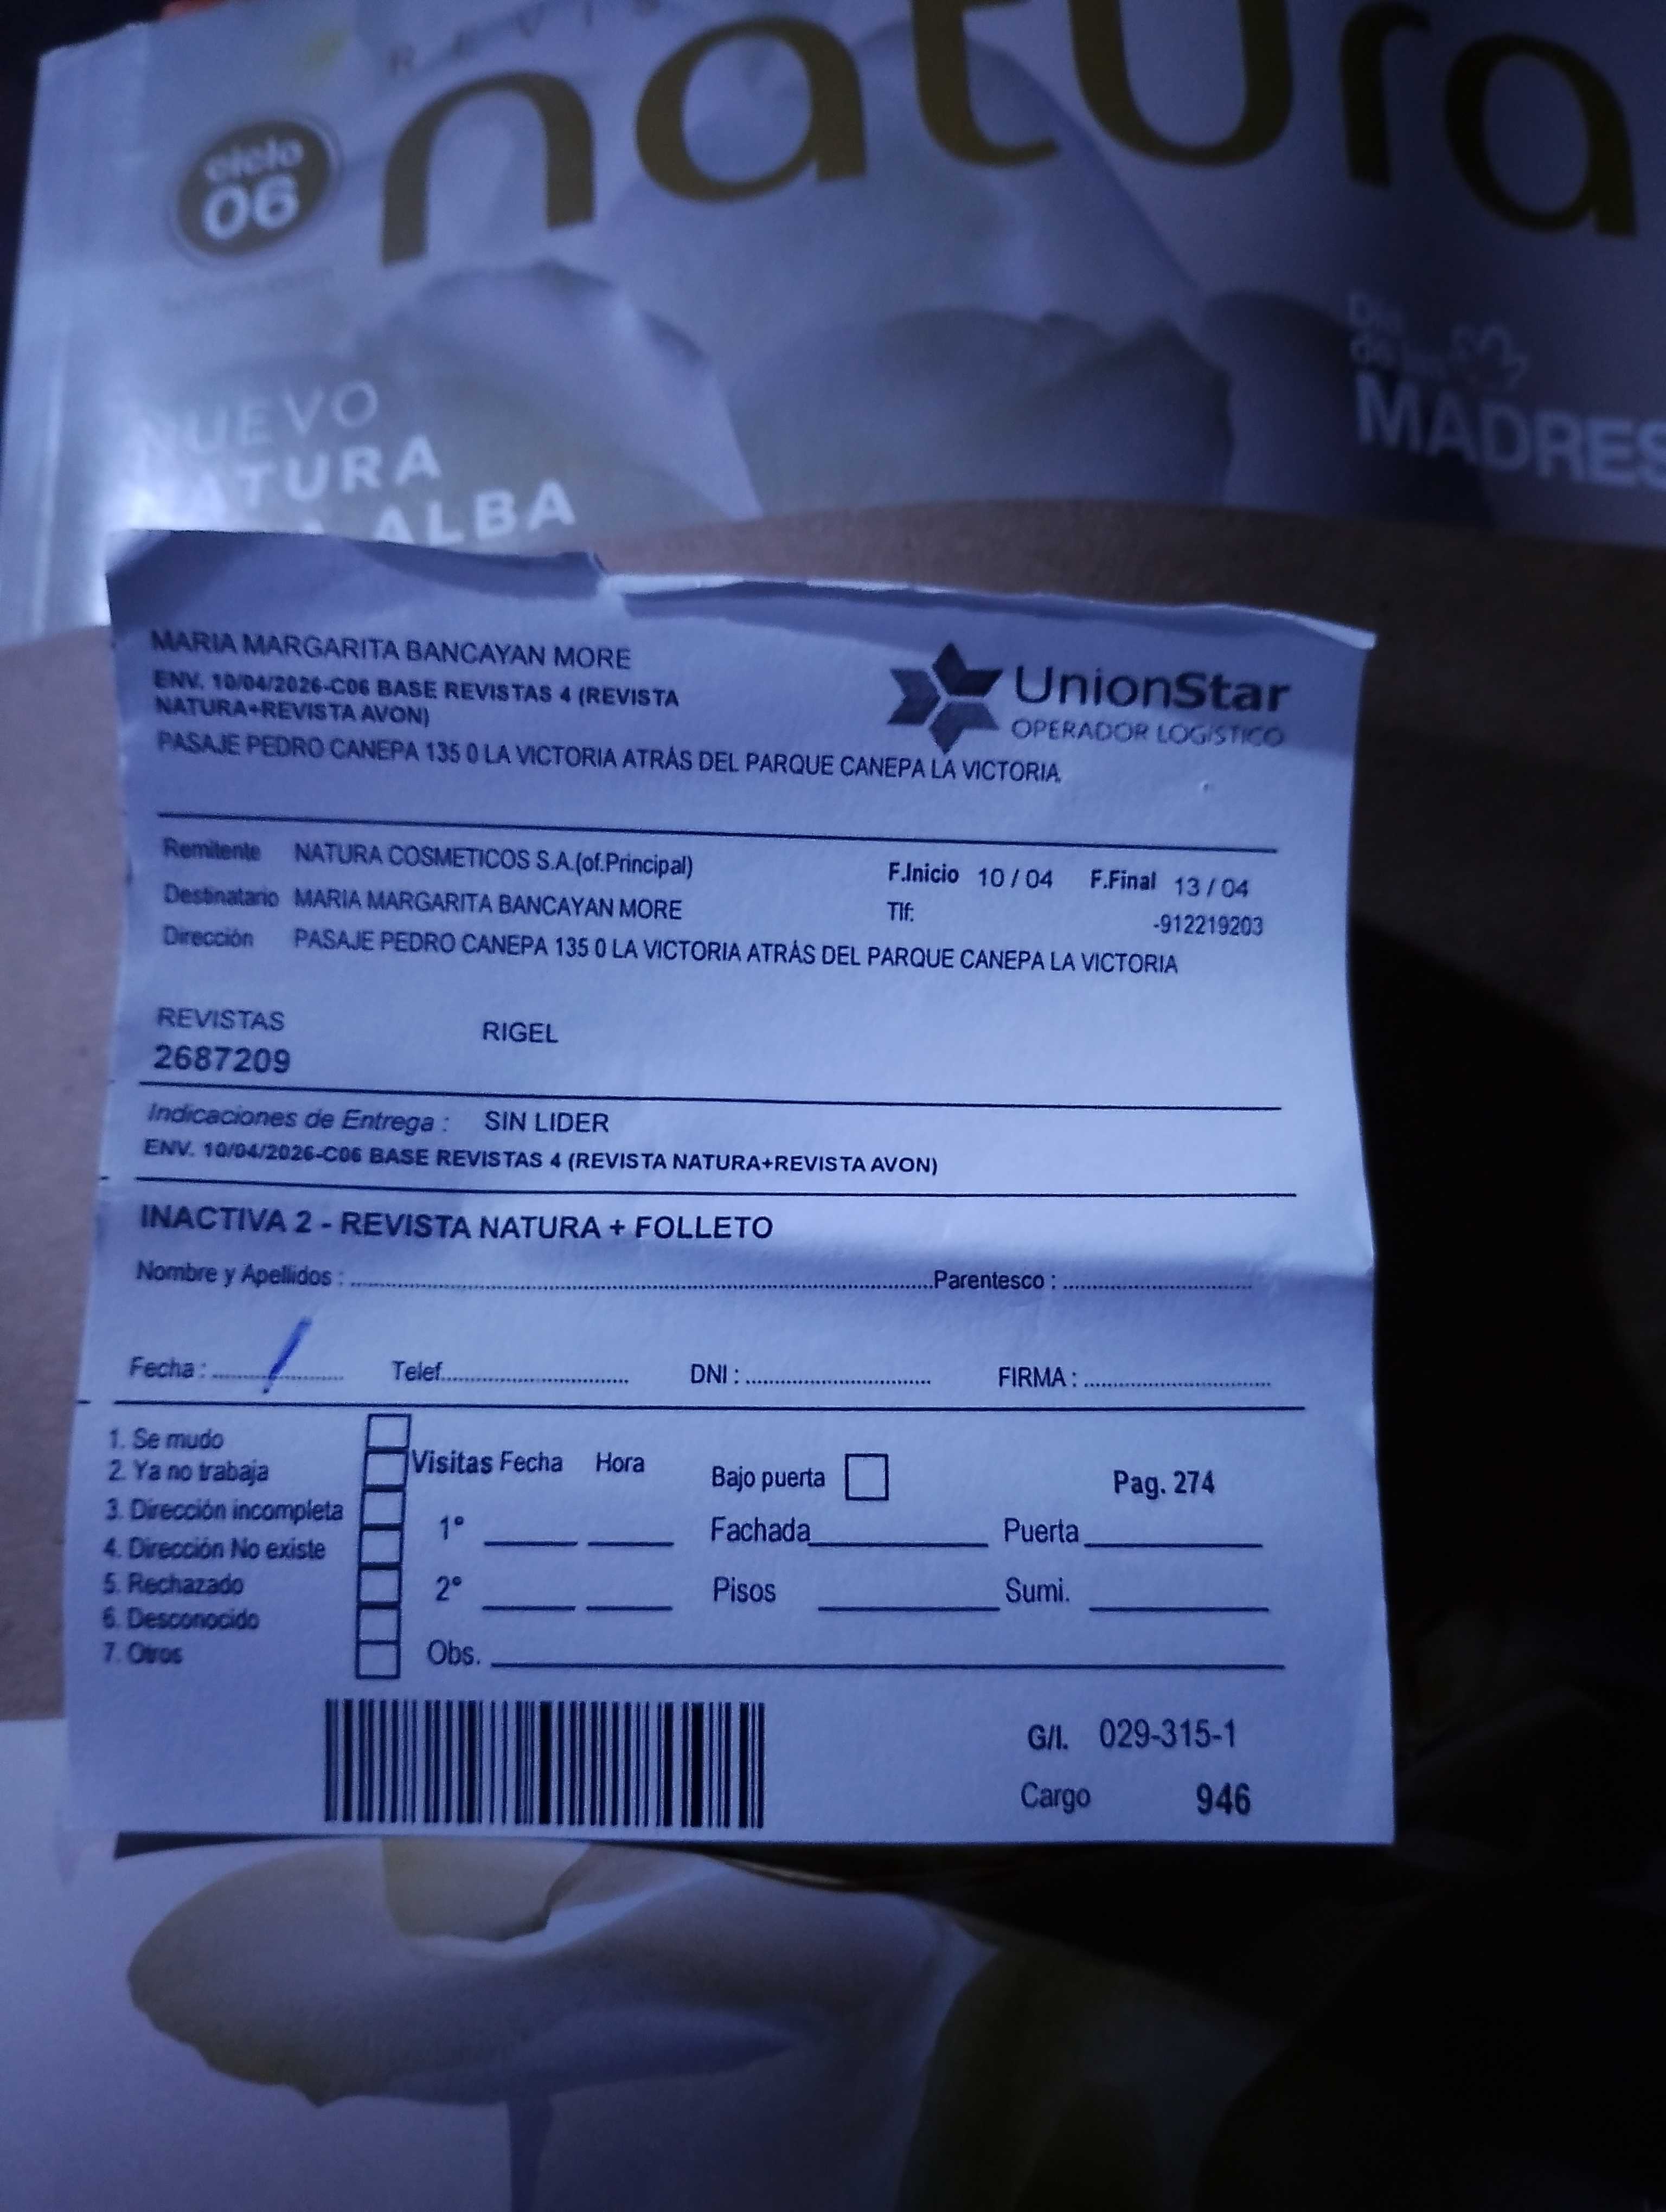 REVIS
natura
ciclo
06
Día
de las
MADRES
NUEVO
NATURA
ALBA
MARIA MARGARITA BANCAYAN MORE
ENV. 10/04/2026-C06 BASE REVISTAS 4 (REVISTA
NATURA+REVISTA AVON)
PASAJE PEDRO CANEPA 135 0 LA VICTORIA ATRÁS DEL PARQUE CANEPA LA VICTORIA
UnionStar
OPERADOR LOGÍSTICO
Remitente NATURA COSMETICOS S.A.(of.Principal) F.Inicio 10 / 04 F.Final 13 / 04
Destinatario MARIA MARGARITA BANCAYAN MORE Tlf: -912219203
Dirección PASAJE PEDRO CANEPA 135 0 LA VICTORIA ATRÁS DEL PARQUE CANEPA LA VICTORIA
REVISTAS RIGEL
2687209
Indicaciones de Entrega : SIN LIDER
ENV. 10/04/2026-C06 BASE REVISTAS 4 (REVISTA NATURA+REVISTA AVON)
INACTIVA 2 - REVISTA NATURA + FOLLETO
Nombre y Apellidos : Parentesco :
Fecha : / Telef. DNI : FIRMA :
1. Se mudo
2. Ya no trabaja
3. Dirección incompleta
4. Dirección No existe
5. Rechazado
6. Desconocido
7. Otros
Visitas Fecha Hora
1°
2°
Obs.
Bajo puerta Pag. 274
Fachada Puerta
Pisos Sumi.
G/I. 029-315-1
Cargo 946